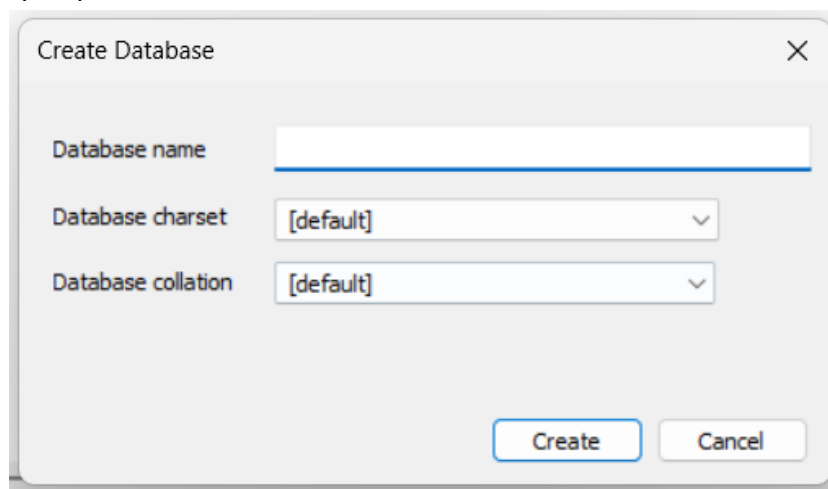 Create Database
Database name
Database charset [default]
Database collation [default]
Create Cancel